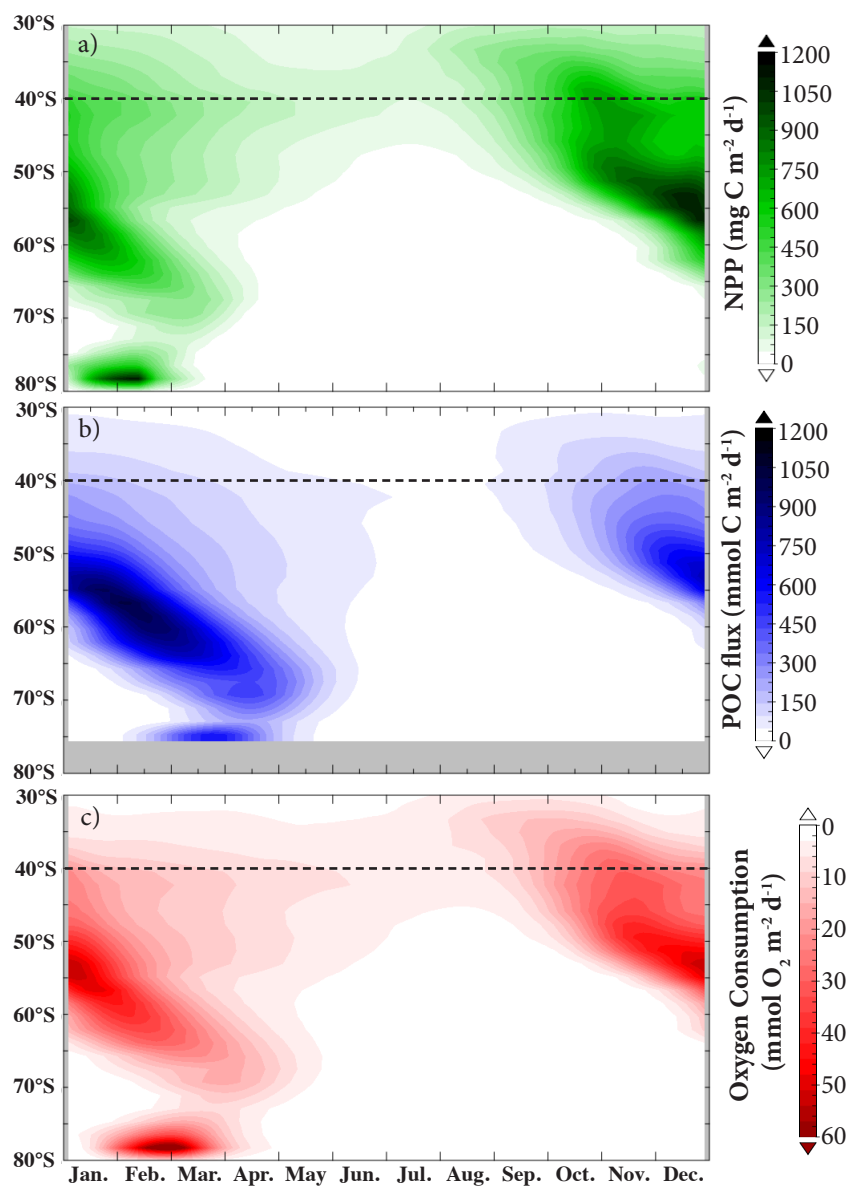 a)
30°S
40°S
50°S
60°S
70°S
80°S
NPP (mg C m⁻² d⁻¹)
1200
1050
900
750
600
450
300
150
0
b)
30°S
40°S
50°S
60°S
70°S
80°S
POC flux (mmol C m⁻² d⁻¹)
1200
1050
900
750
600
450
300
150
0
c)
30°S
40°S
50°S
60°S
70°S
80°S
Jan. Feb. Mar. Apr. May Jun. Jul. Aug. Sep. Oct. Nov. Dec.
Oxygen Consumption
(mmol O₂ m⁻² d⁻¹)
0
10
20
30
40
50
60